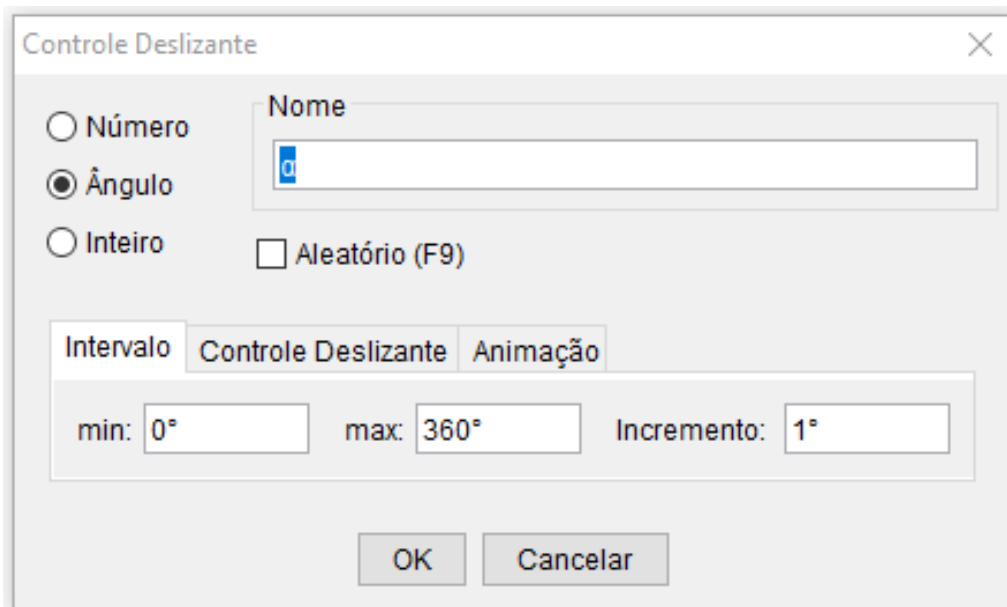 Controle Deslizante
Número
Ângulo
Inteiro
Nome
α
Aleatório (F9)
Intervalo Controle Deslizante Animação
min: 0° max: 360° Incremento: 1°
OK Cancelar